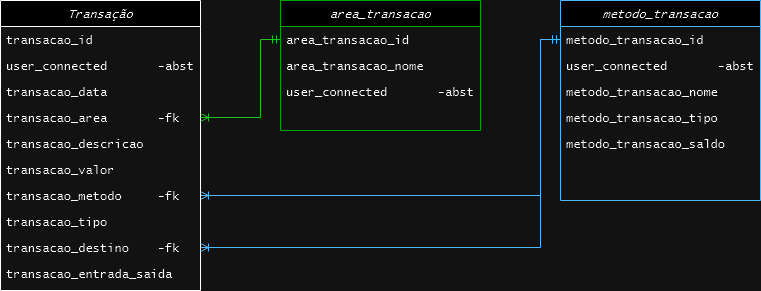 Transação
transacao_id
user_connected -abst
transacao_data
transacao_area -fk
transacao_descricao
transacao_valor
transacao_metodo -fk
transacao_tipo
transacao_destino -fk
transacao_entrada_saida
area_transacao
area_transacao_id
area_transacao_nome
user_connected -abst
metodo_transacao
metodo_transacao_id
user_connected -abst
metodo_transacao_nome
metodo_transacao_tipo
metodo_transacao_saldo